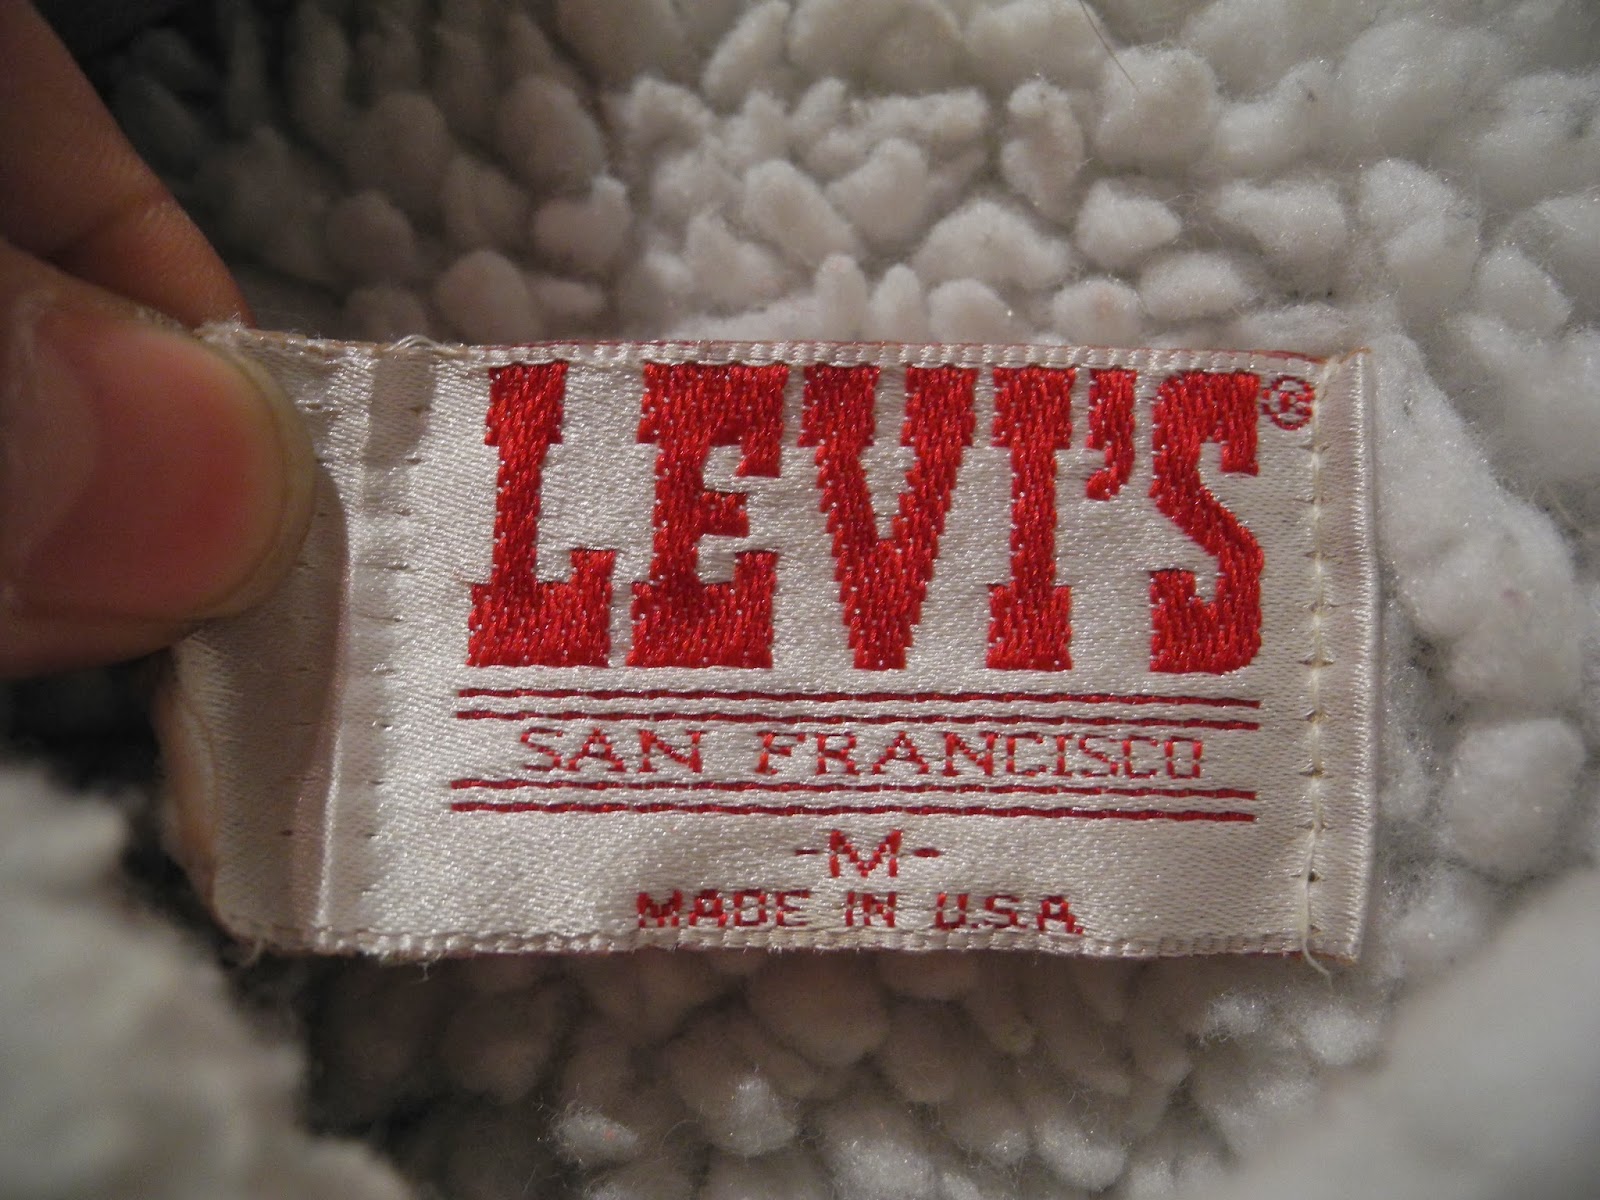 LEVI'S®
SAN FRANCISCO
-M-
MADE IN U.S.A.